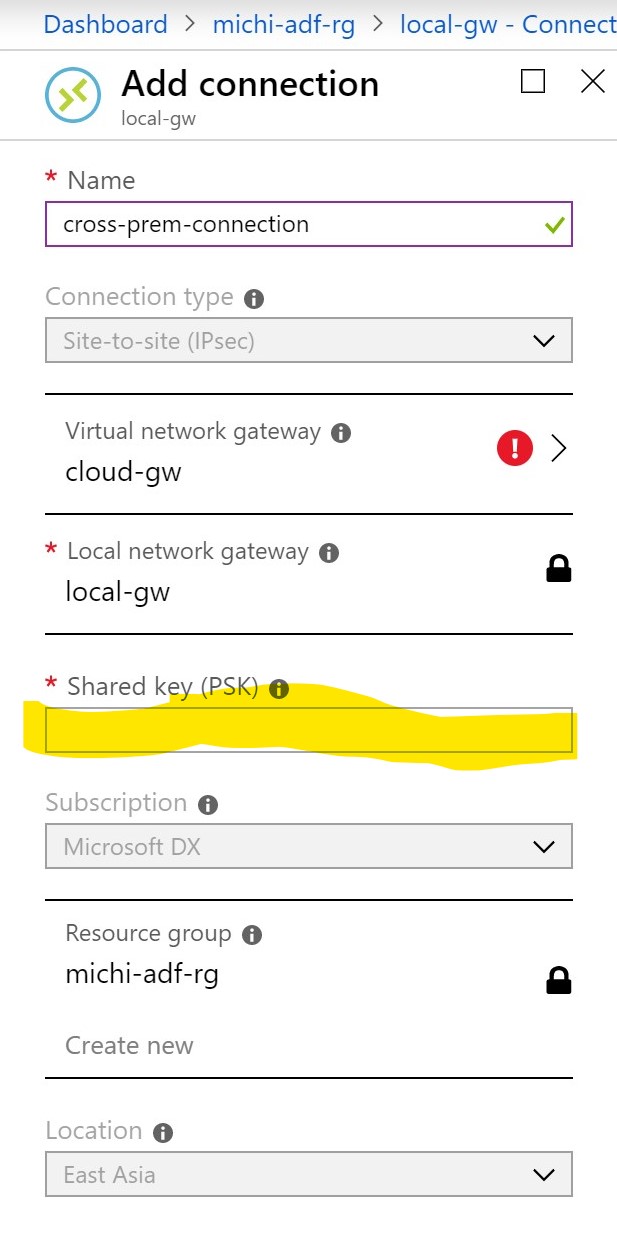 Dashboard > michi-adf-rg > local-gw - Connect
Add connection
local-gw
* Name
cross-prem-connection
Connection type
Site-to-site (IPsec)
Virtual network gateway
cloud-gw
* Local network gateway
local-gw
* Shared key (PSK)
Subscription
Microsoft DX
Resource group
michi-adf-rg
Create new
Location
East Asia